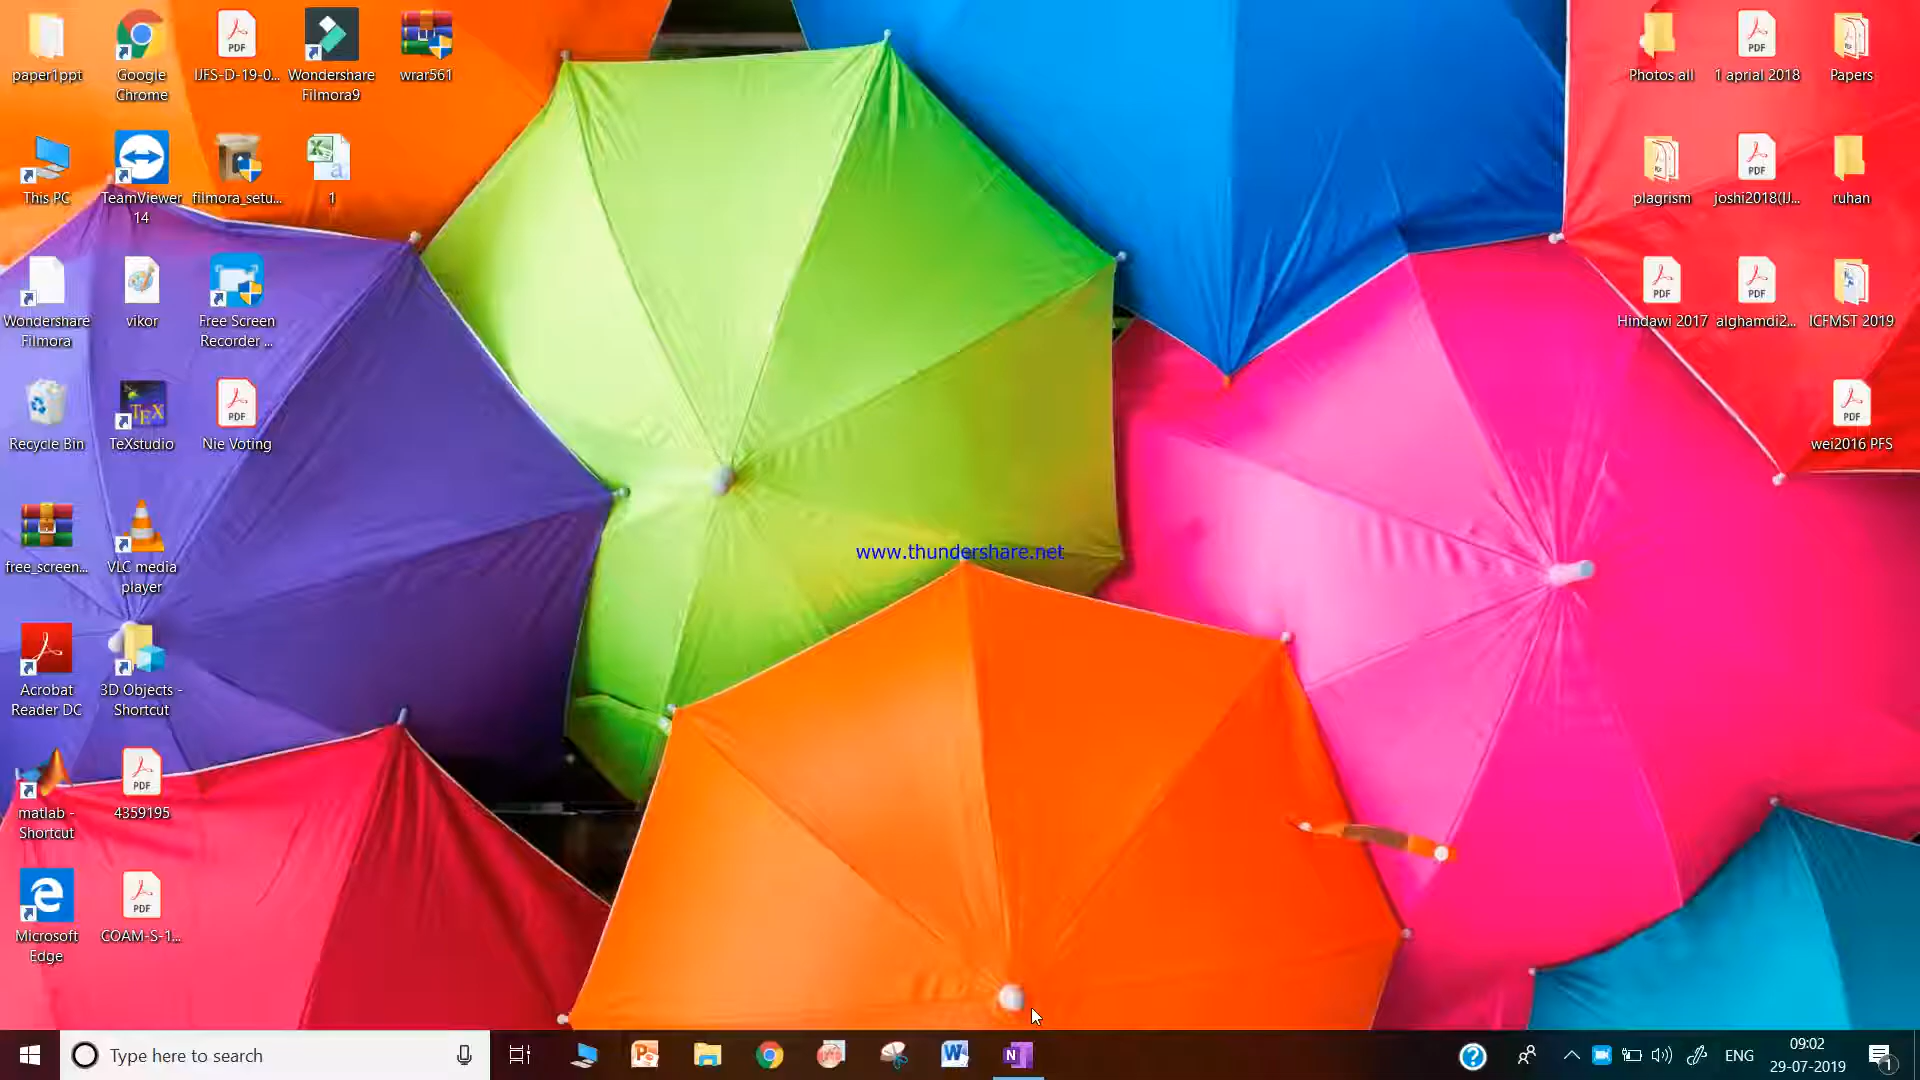 paper1ppt
Google
Chrome
IJFS-D-19-0...
Wondershare
Filmora9
wrar561
Photos all
1 aprial 2018
Papers
This PC
TeamViewer
14
filmora_setu...
1
plagrism
joshi2018(IJ...
ruhan
Wondershare
Filmora
vikor
Free Screen
Recorder ...
Hindawi 2017
alghamdi2...
ICFMST 2019
Recycle Bin
TeXstudio
Nie Voting
wei2016 PFS
free_screen...
VLC media
player
www.thundershare.net
Acrobat
Reader DC
3D Objects -
Shortcut
matlab -
Shortcut
4359195
Microsoft
Edge
COAM-S-1...
Type here to search
ENG
09:02
29-07-2019
1